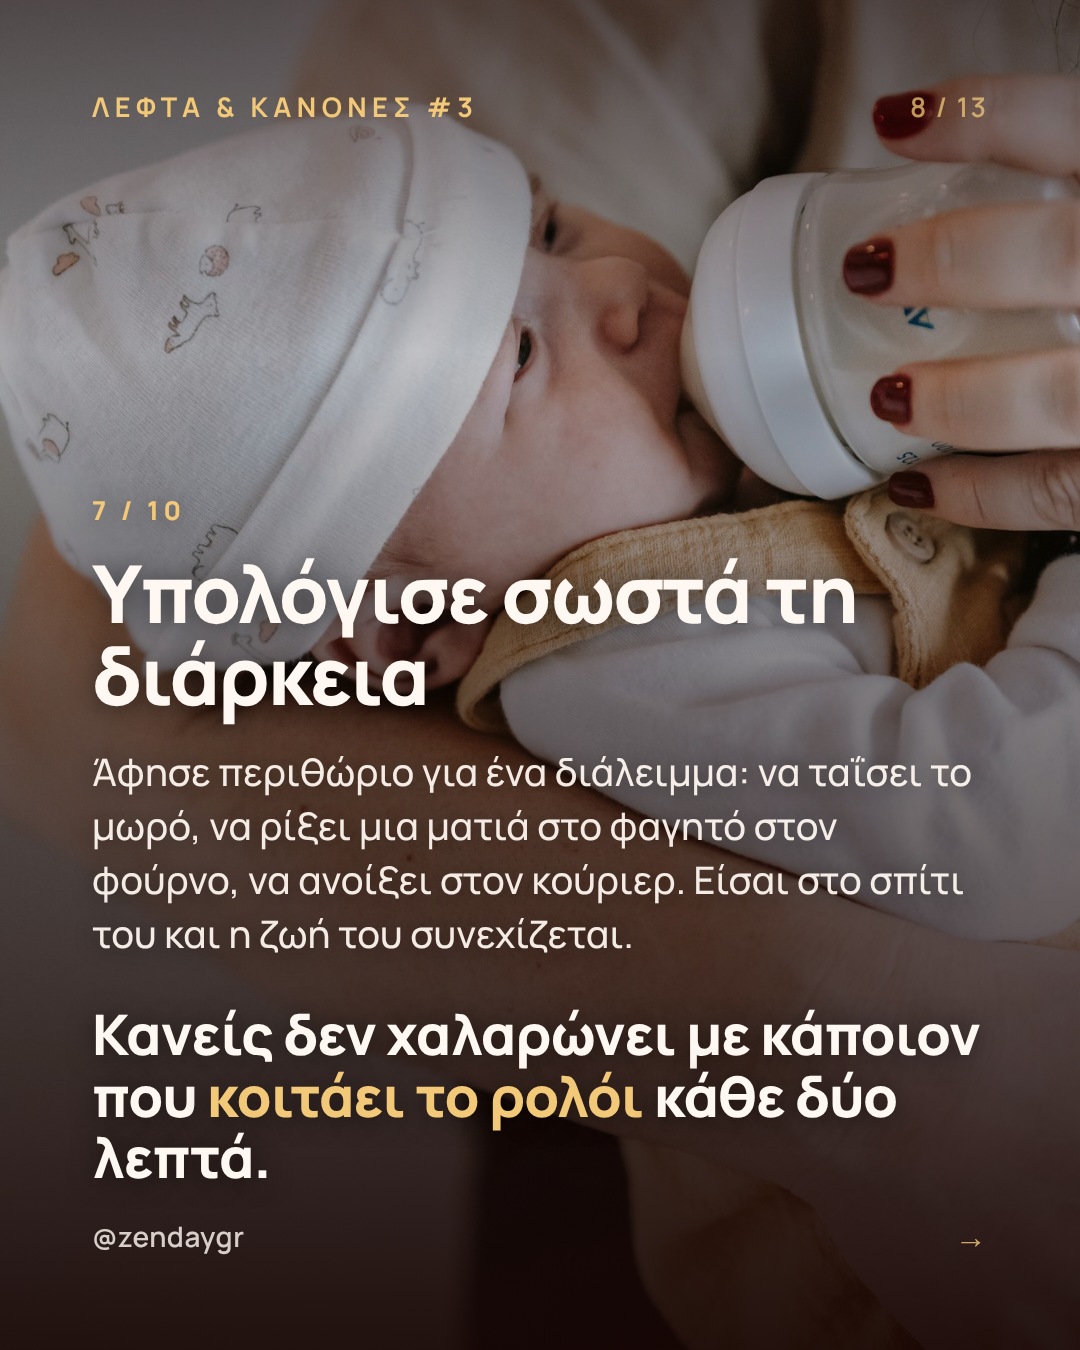 ΛΕΦΤΑ & ΚΑΝΟΝΕΣ #3
8 / 13
7 / 10
Υπολόγισε σωστά τη
διάρκεια
Άφησε περιθώριο για ένα διάλειμμα: να ταΐσει το
μωρό, να ρίξει μια ματιά στο φαγητό στον
φούρνο, να ανοίξει στον κούριερ. Είσαι στο σπίτι
του και η ζωή του συνεχίζεται.
Κανείς δεν χαλαρώνει με κάποιον
που κοιτάει το ρολόι κάθε δύο
λεπτά.
@zendaygr
→